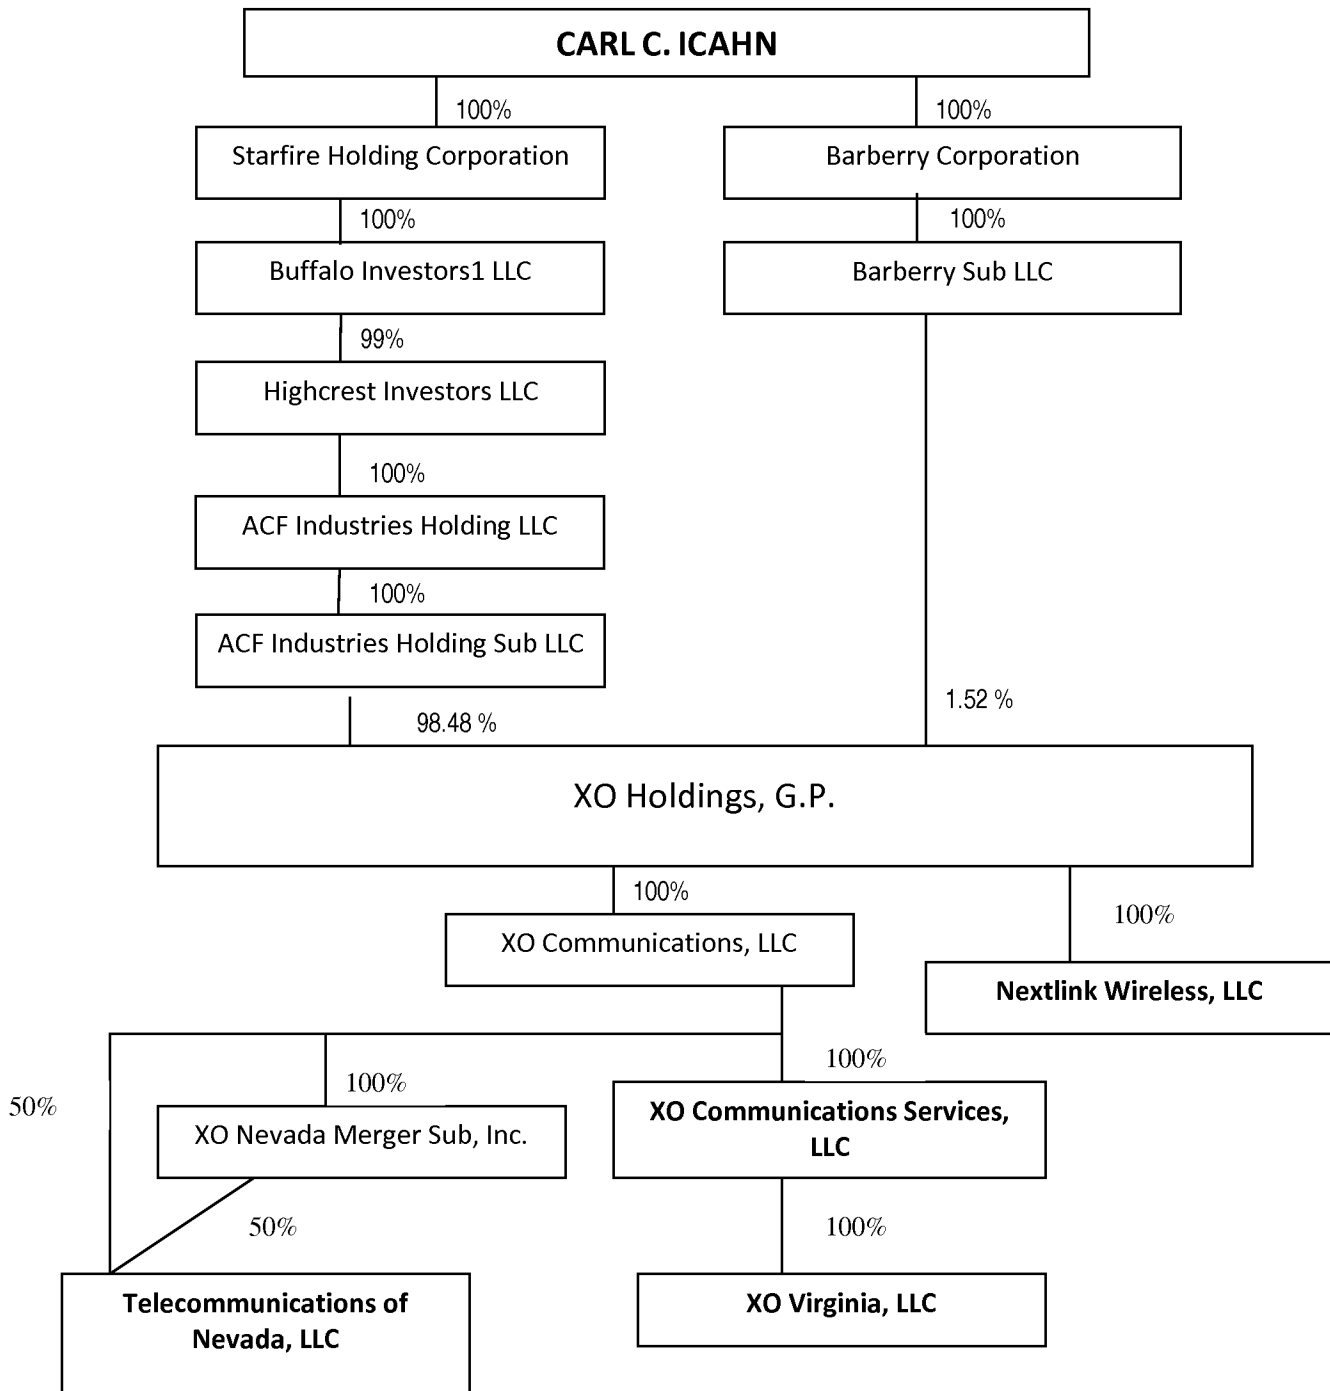 CARL C. ICAHN
100%
100%
Starfire Holding Corporation
Barberry Corporation
100%
100%
Buffalo Investors1 LLC
Barberry Sub LLC
99%
Highcrest Investors LLC
100%
ACF Industries Holding LLC
100%
ACF Industries Holding Sub LLC
98.48 %
1.52 %
XO Holdings, G.P.
100%
100%
XO Communications, LLC
Nextlink Wireless, LLC
50%
100%
100%
XO Nevada Merger Sub, Inc.
XO Communications Services,
LLC
50%
100%
Telecommunications of
Nevada, LLC
XO Virginia, LLC